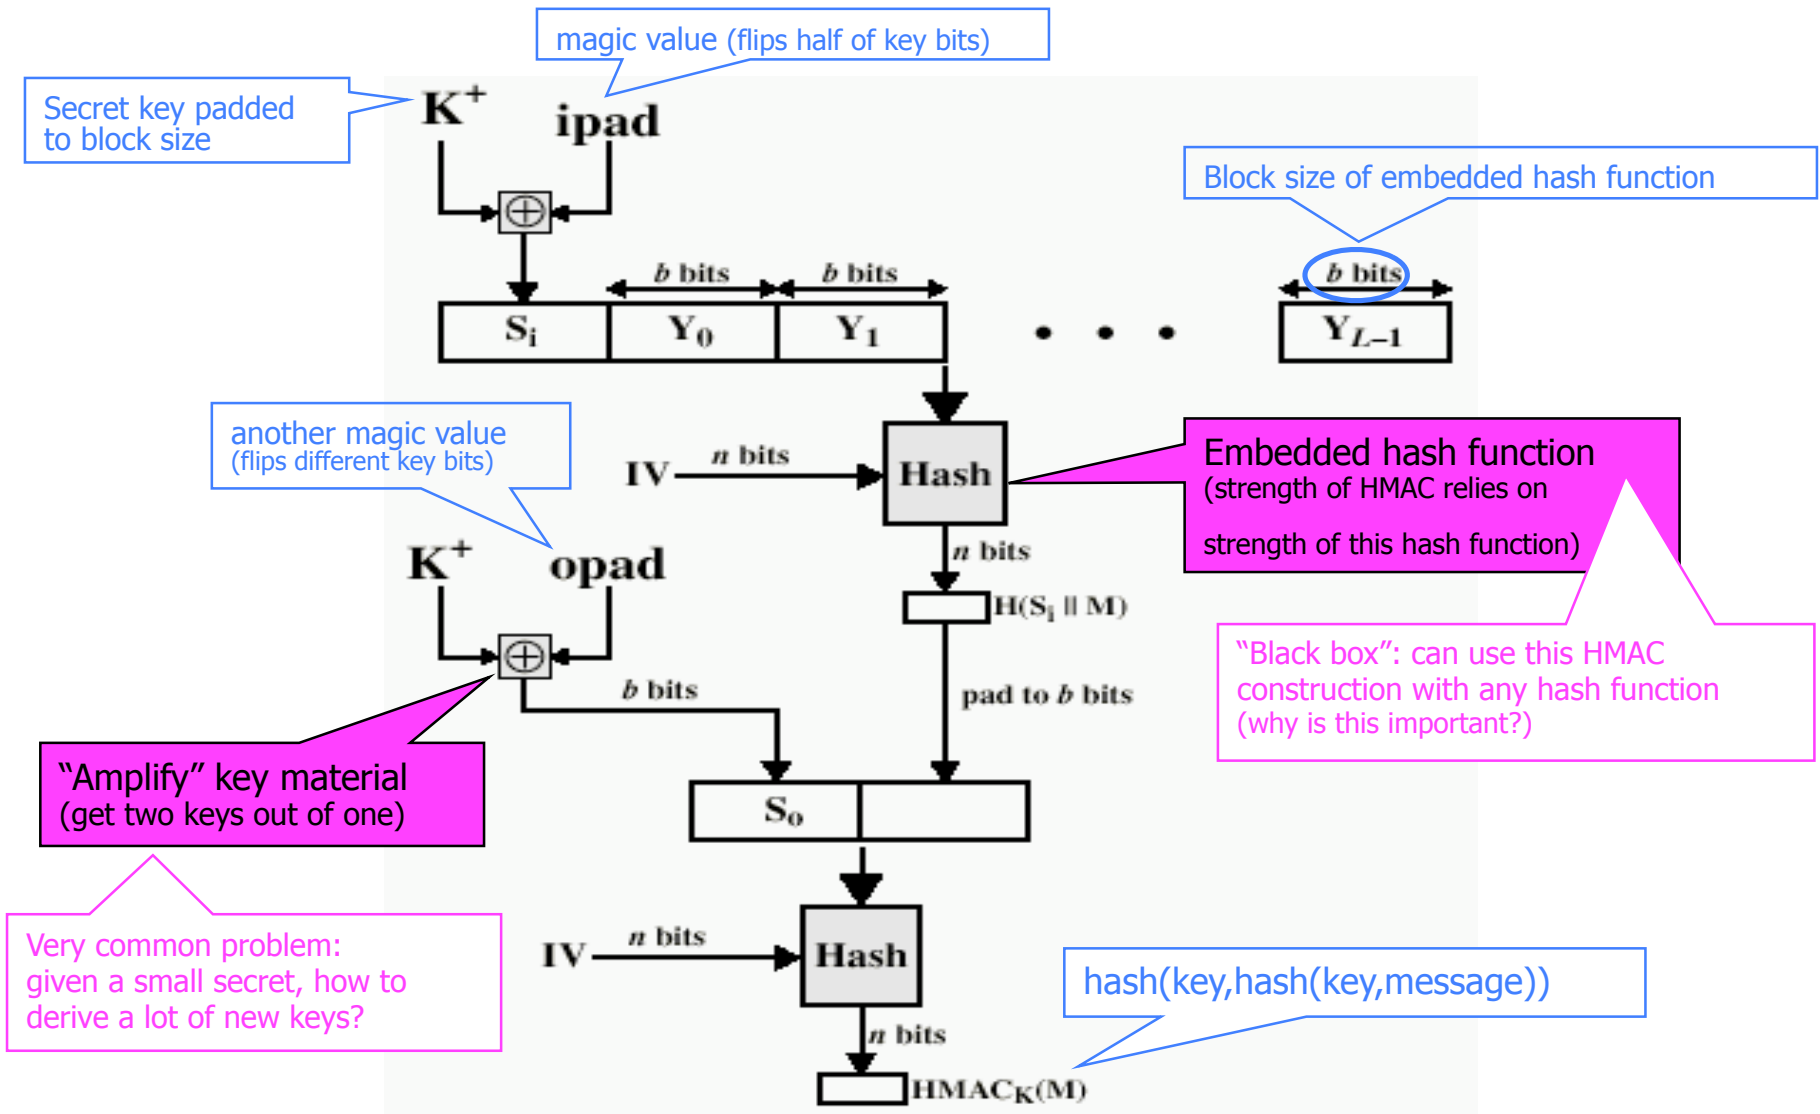 magic value (flips half of key bits)
Secret key padded
to block size
K+
ipad
Block size of embedded hash function
b bits
b bits
b bits
Si
Y0
Y1
• • •
YL−1
another magic value
(flips different key bits)
IV
n bits
Hash
Embedded hash function
(strength of HMAC relies on
strength of this hash function)
K+
opad
n bits
H(Si || M)
"Black box": can use this HMAC
construction with any hash function
(why is this important?)
b bits
pad to b bits
"Amplify" key material
(get two keys out of one)
So
Very common problem:
given a small secret, how to
derive a lot of new keys?
IV
n bits
Hash
hash(key,hash(key,message))
n bits
HMACK(M)